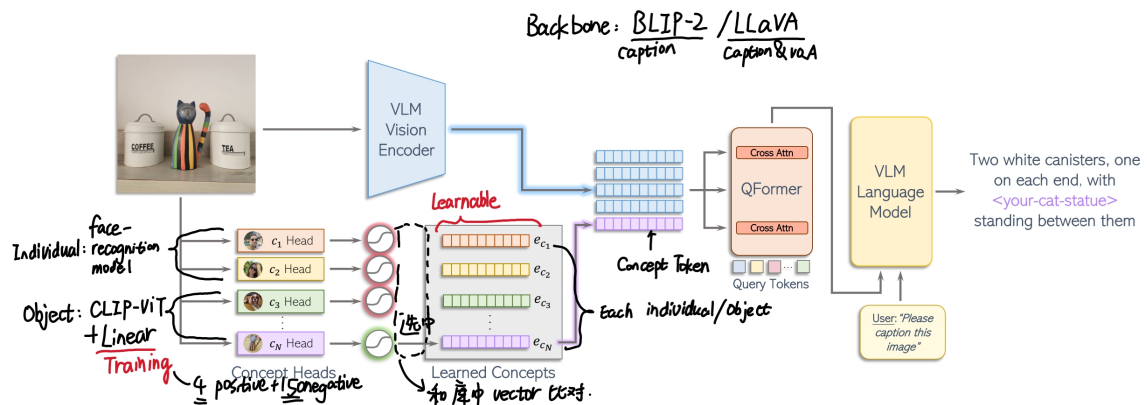 Backbone: BLIP-2 / LLaVA
caption
Caption & VQA
COFFEE
TEA
VLM
Vision
Encoder
Cross Attn
QFormer
Cross Attn
Query Tokens
VLM
Language
Model
Two white canisters, one
on each end, with
<your-cat-statue>
standing between them
User: "Please
caption this
image"
Learnable
Concept Token
face-
Individual: recognition
model
Object: CLIP-ViT
+ Linear
Training
4 positive + 150 negative
c1 Head
c2 Head
c3 Head
⋮
cN Head
Concept Heads
选中
e_c1
e_c2
e_c3
⋮
e_cN
Learned Concepts
Each individual/object
和库中 vector 比对.